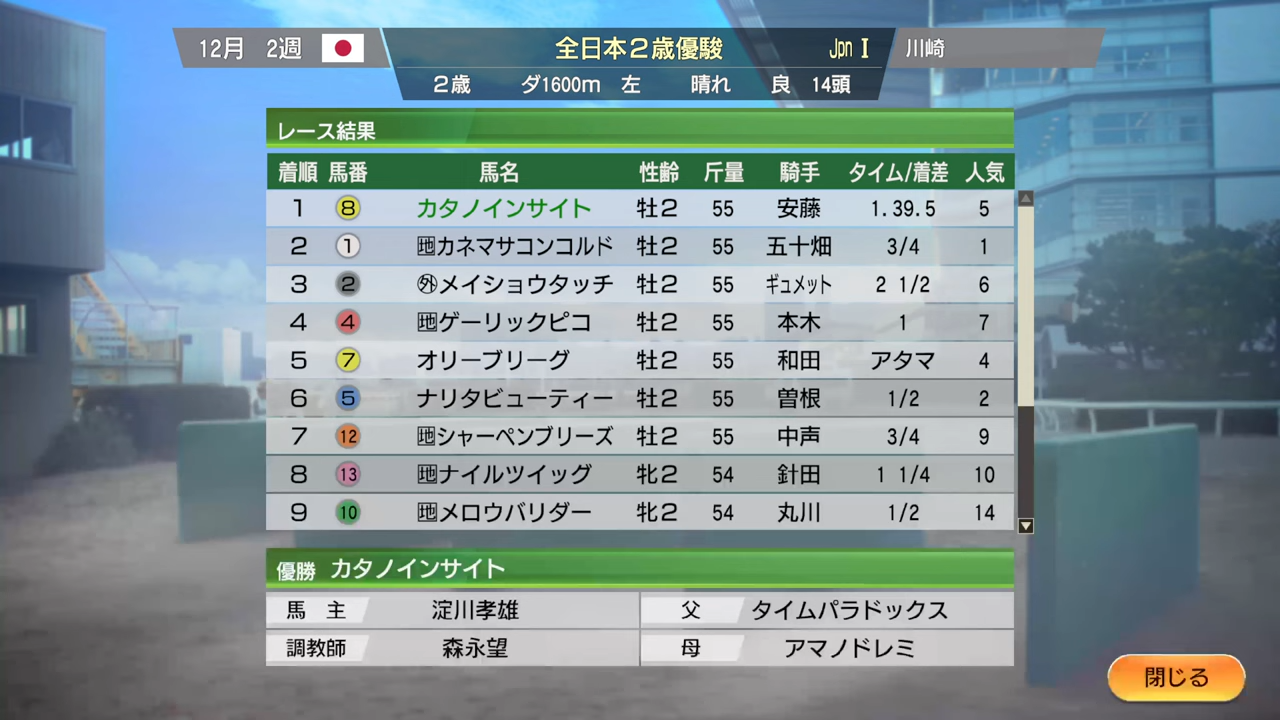 12月 2週 全日本2歳優駿 JpnⅠ 川崎
2歳 ダ1600m 左 晴れ 良 14頭
レース結果
着順 馬番 馬名 性齢 斤量 騎手 タイム/着差 人気
1 8 カタノインサイト 牡2 55 安藤 1.39.5 5
2 1 地カネマサコンコルド 牡2 55 五十畑 3/4 1
3 2 外メイショウタッチ 牡2 55 ギュメット 2 1/2 6
4 4 地ゲーリックピコ 牡2 55 本木 1 7
5 7 オリーブリーグ 牡2 55 和田 アタマ 4
6 5 ナリタビューティー 牡2 55 曽根 1/2 2
7 12 地シャーペンブリーズ 牡2 55 中声 3/4 9
8 13 地ナイルツイッグ 牝2 54 針田 1 1/4 10
9 10 地メロウバリダー 牝2 54 丸川 1/2 14
優勝 カタノインサイト
馬主 淀川孝雄 父 タイムパラドックス
調教師 森永望 母 アマノドレミ
閉じる